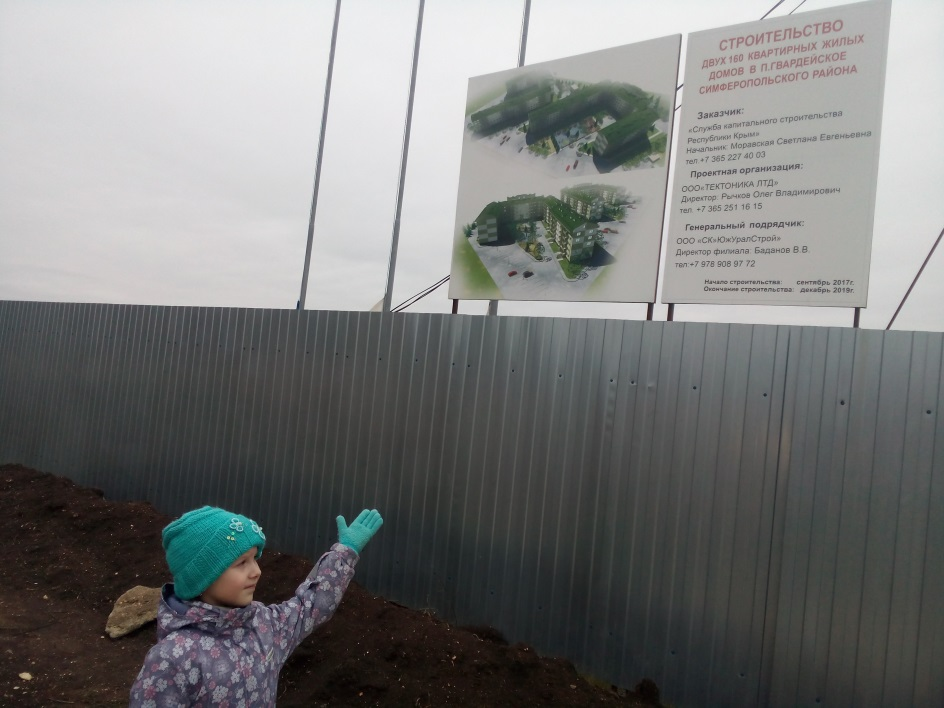 СТРОИТЕЛЬСТВО
ДВУХ 160 КВАРТИРНЫХ ЖИЛЫХ
ДОМОВ В П.ГВАРДЕЙСКОЕ
СИМФЕРОПОЛЬСКОГО РАЙОНА
Заказчик:
«Служба капитального строительства
Республики Крым»
Начальник: Моравская Светлана Евгеньевна
тел +7 365 227 40 03
Проектная организация:
ООО«ТЕКТОНИКА ЛТД»
Директор: Рычков Олег Владимирович
тел. +7 365 251 16 15
Генеральный подрядчик:
ООО «СК»ЮжУралСтрой»
Директор филиала: Баданов В.В.
тел:+7 978 908 97 72
Начало строительства: сентябрь 2017г.
Окончание строительства: декабрь 2019г.